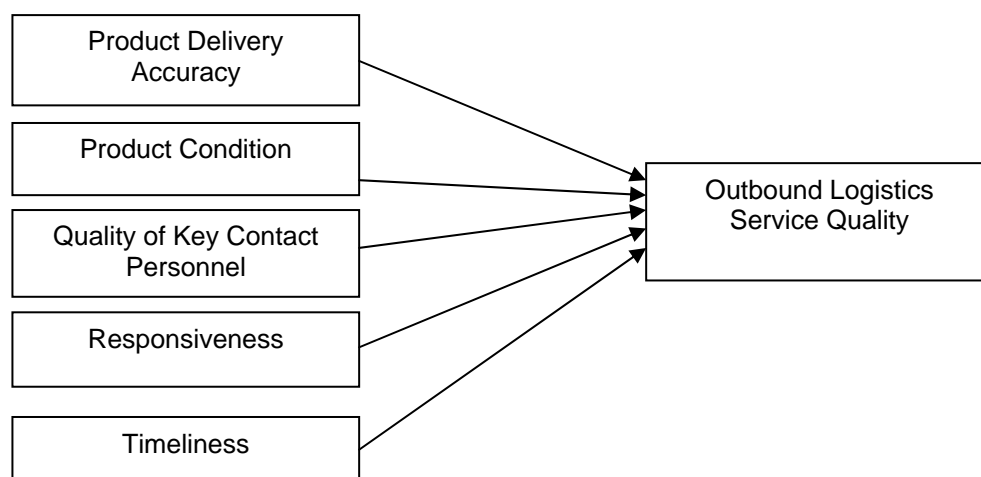 Product Delivery
Accuracy
Product Condition
Quality of Key Contact
Personnel
Responsiveness
Timeliness
Outbound Logistics
Service Quality